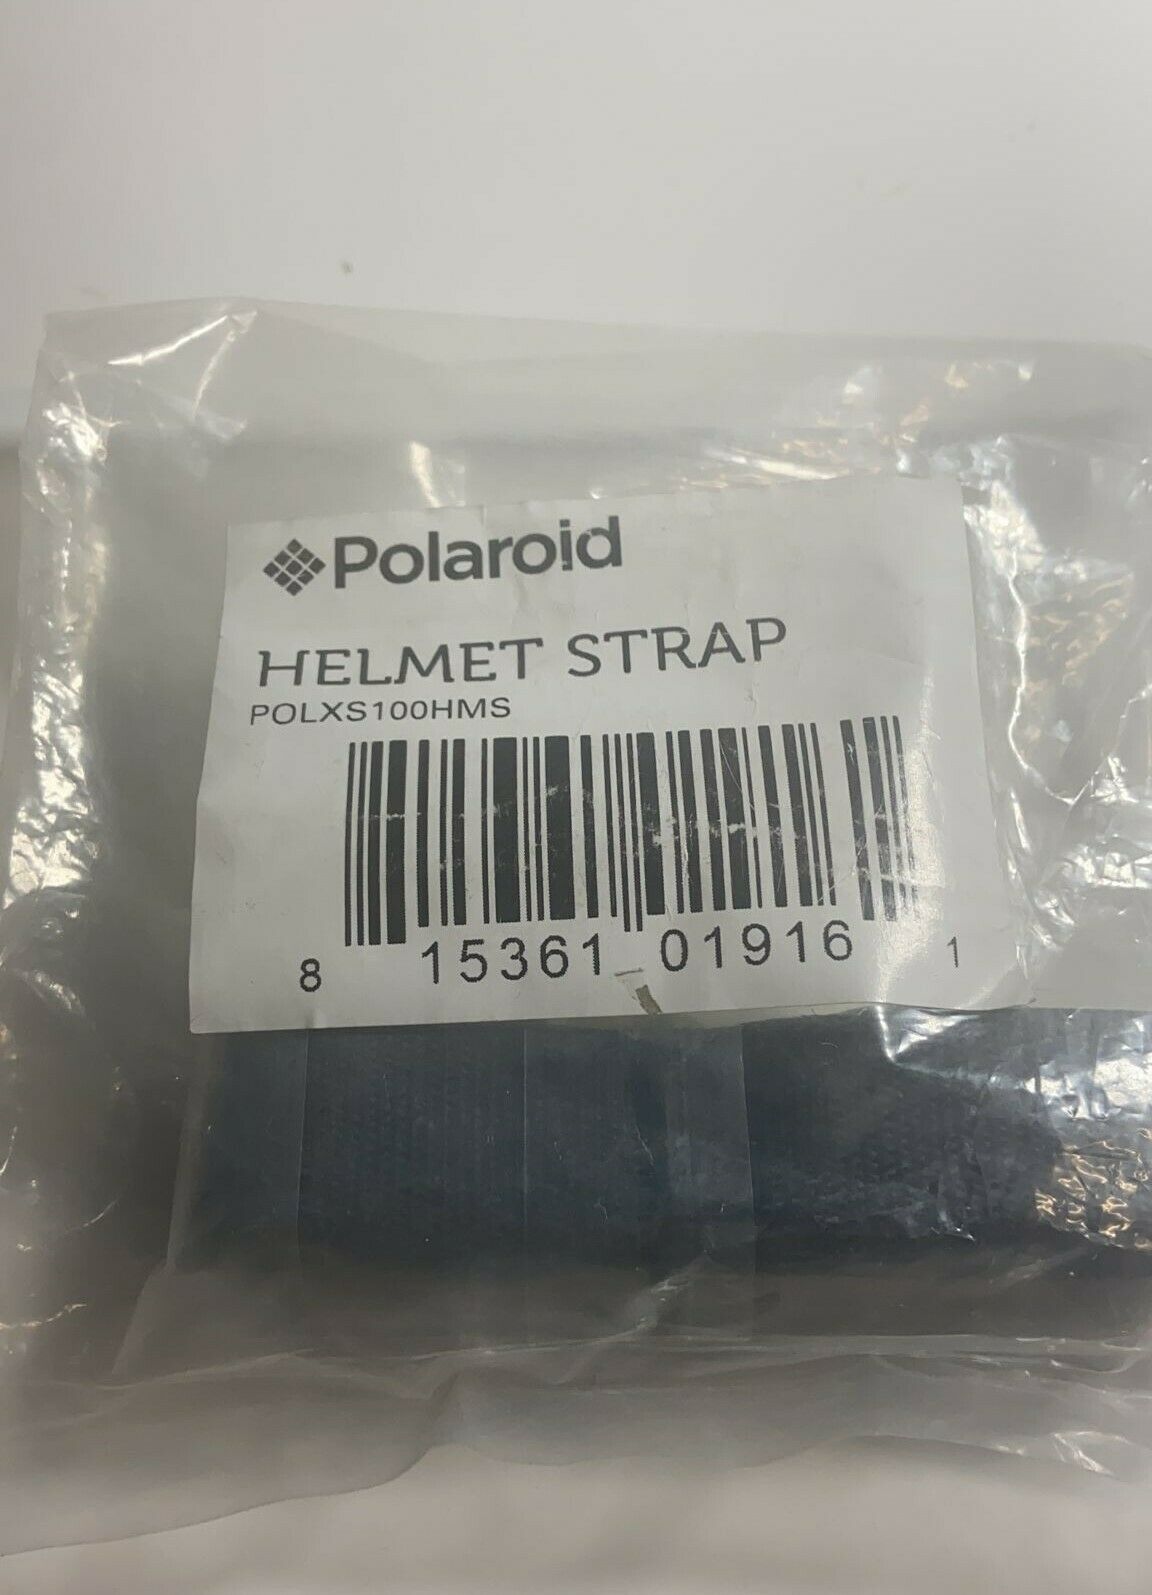 Polaroid
HELMET STRAP
POLXS100HMS
8 15361 01916 1